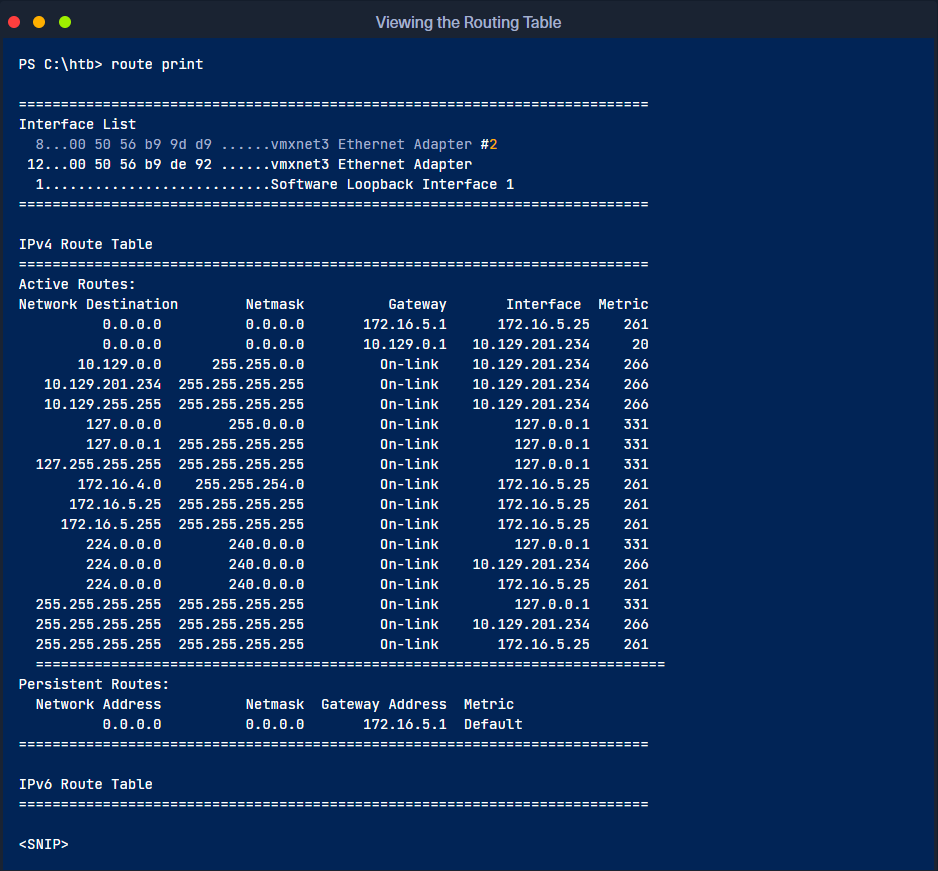 Viewing the Routing Table
PS C:\htb> route print
===========================================================================
Interface List
  8...00 50 56 b9 9d d9 ......vmxnet3 Ethernet Adapter #2
 12...00 50 56 b9 de 92 ......vmxnet3 Ethernet Adapter
  1...........................Software Loopback Interface 1
===========================================================================
IPv4 Route Table
===========================================================================
Active Routes:
Network Destination        Netmask          Gateway       Interface  Metric
          0.0.0.0          0.0.0.0       172.16.5.1      172.16.5.25    261
          0.0.0.0          0.0.0.0       10.129.0.1   10.129.201.234     20
       10.129.0.0      255.255.0.0         On-link    10.129.201.234    266
   10.129.201.234  255.255.255.255         On-link    10.129.201.234    266
   10.129.255.255  255.255.255.255         On-link    10.129.201.234    266
        127.0.0.0        255.0.0.0         On-link         127.0.0.1    331
        127.0.0.1  255.255.255.255         On-link         127.0.0.1    331
  127.255.255.255  255.255.255.255         On-link         127.0.0.1    331
       172.16.4.0    255.255.254.0         On-link       172.16.5.25    261
      172.16.5.25  255.255.255.255         On-link       172.16.5.25    261
     172.16.5.255  255.255.255.255         On-link       172.16.5.25    261
        224.0.0.0        240.0.0.0         On-link         127.0.0.1    331
        224.0.0.0        240.0.0.0         On-link    10.129.201.234    266
        224.0.0.0        240.0.0.0         On-link       172.16.5.25    261
  255.255.255.255  255.255.255.255         On-link         127.0.0.1    331
  255.255.255.255  255.255.255.255         On-link    10.129.201.234    266
  255.255.255.255  255.255.255.255         On-link       172.16.5.25    261
  ===========================================================================
Persistent Routes:
  Network Address          Netmask  Gateway Address  Metric
          0.0.0.0          0.0.0.0       172.16.5.1  Default
===========================================================================
IPv6 Route Table
===========================================================================
<SNIP>